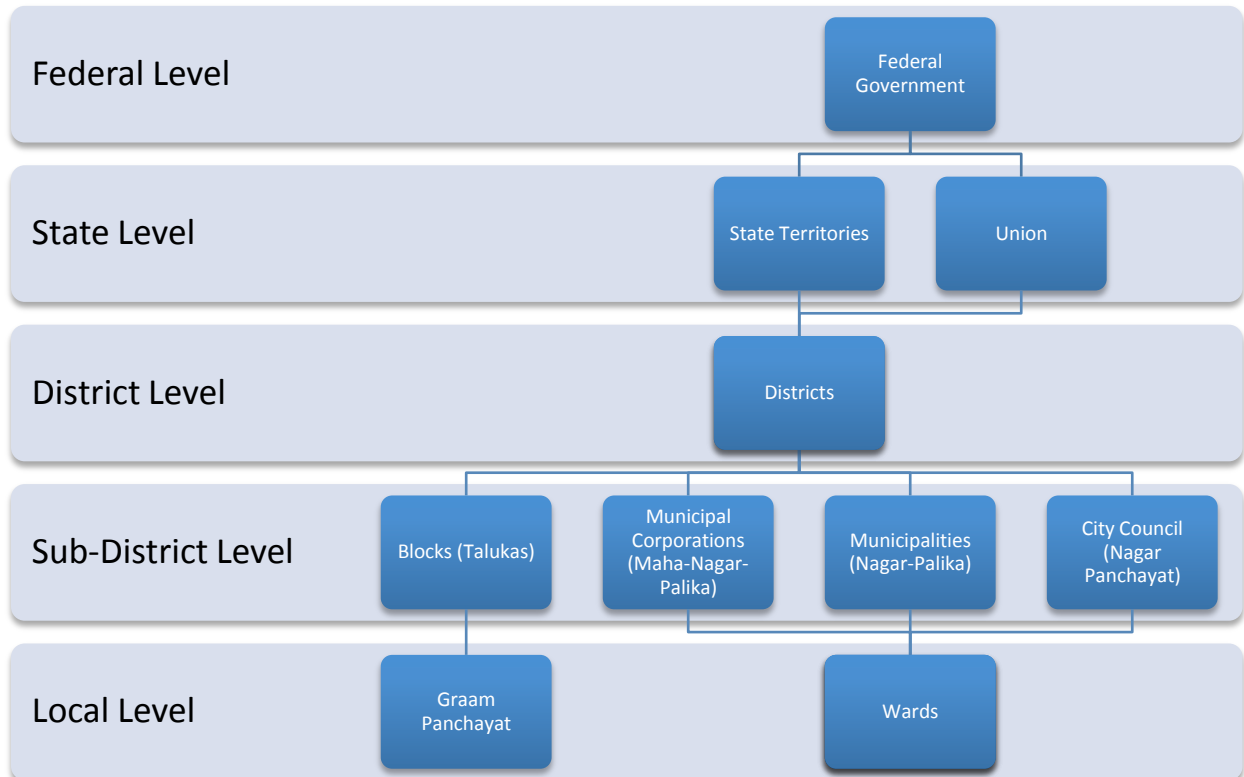 Federal Level
Federal
Government
State Level
State Territories
Union
District Level
Districts
Sub-District Level
Blocks (Talukas)
Municipal
Corporations
(Maha-Nagar-
Palika)
Municipalities
(Nagar-Palika)
City Council
(Nagar
Panchayat)
Local Level
Graam
Panchayat
Wards